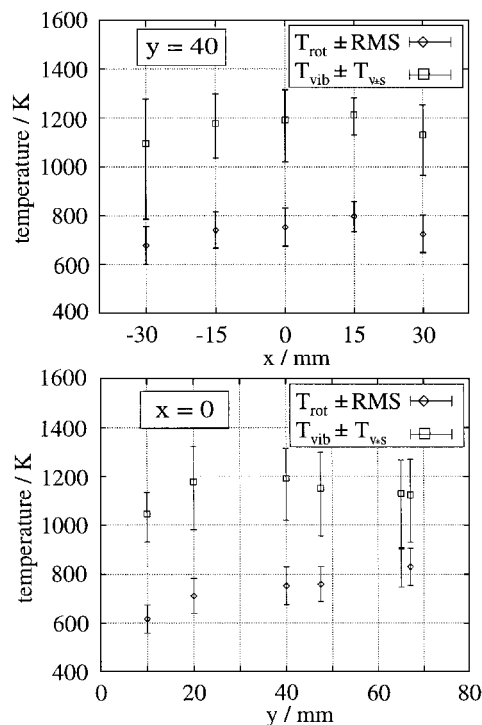 y = 40
T_rot ± RMS
T_vib ± T_v*s
1600
1400
1200
1000
800
600
400
temperature / K
-30 -15 0 15 30
x / mm
x = 0
T_rot ± RMS
T_vib ± T_v*s
1600
1400
1200
1000
800
600
400
temperature / K
0 20 40 60 80
y / mm